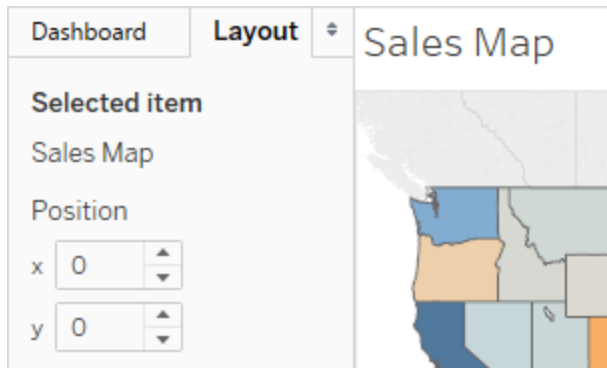 Dashboard Layout Sales Map
Selected item
Sales Map
Position
x 0
y 0